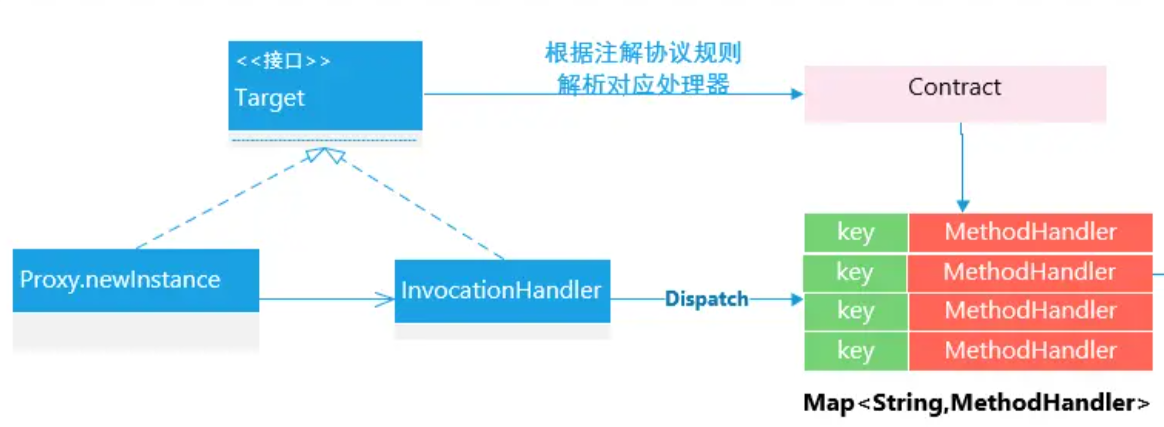 <<接口>>
Target
根据注解协议规则
解析对应处理器
Contract
Proxy.newInstance
InvocationHandler
Dispatch
key MethodHandler
key MethodHandler
key MethodHandler
key MethodHandler
Map<String,MethodHandler>